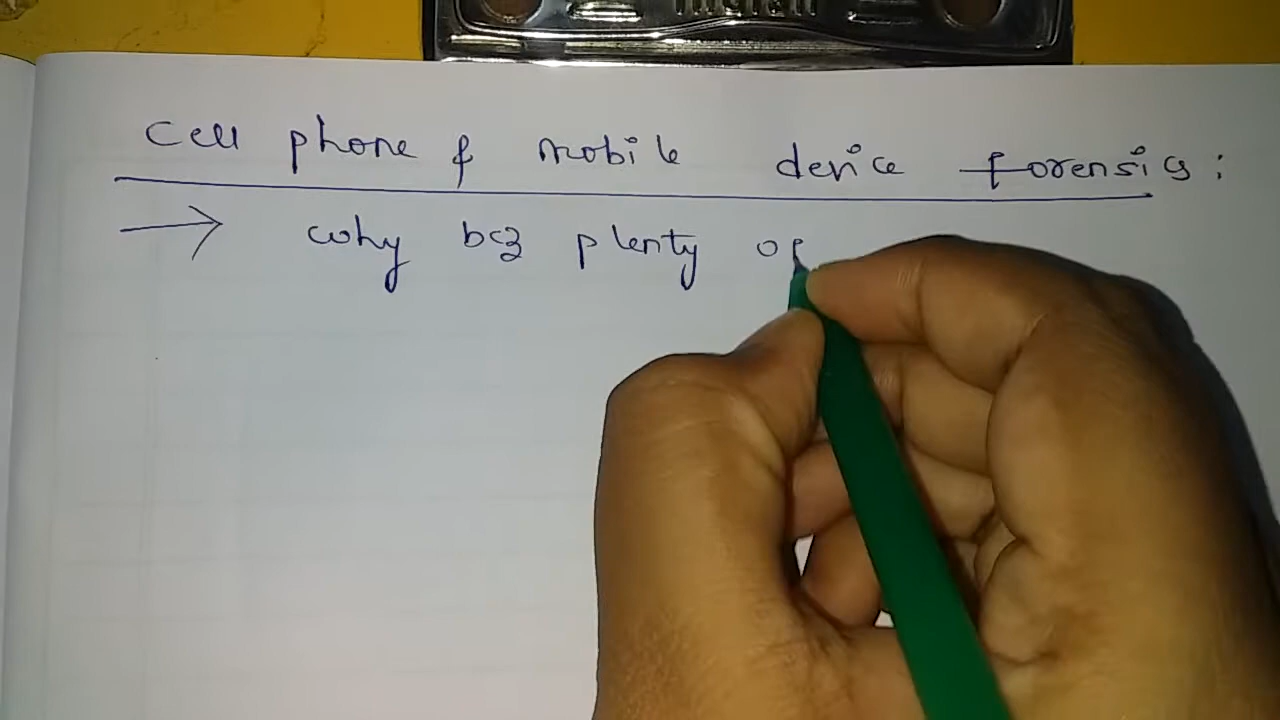 Cell phone & mobile device forensics:
→ why bcz plenty of